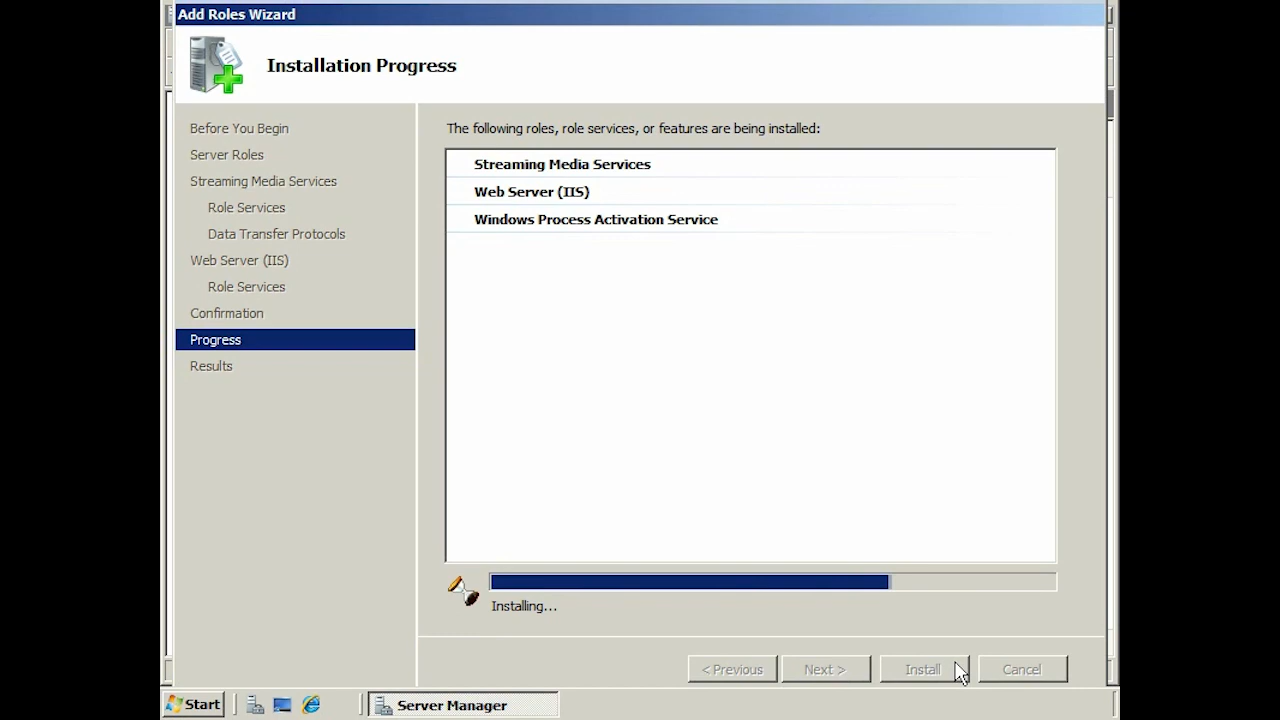 Add Roles Wizard
Installation Progress
Before You Begin
Server Roles
Streaming Media Services
Role Services
Data Transfer Protocols
Web Server (IIS)
Role Services
Confirmation
Progress
Results
The following roles, role services, or features are being installed:
Streaming Media Services
Web Server (IIS)
Windows Process Activation Service
Installing...
< Previous
Next >
Install
Cancel
Start
Server Manager